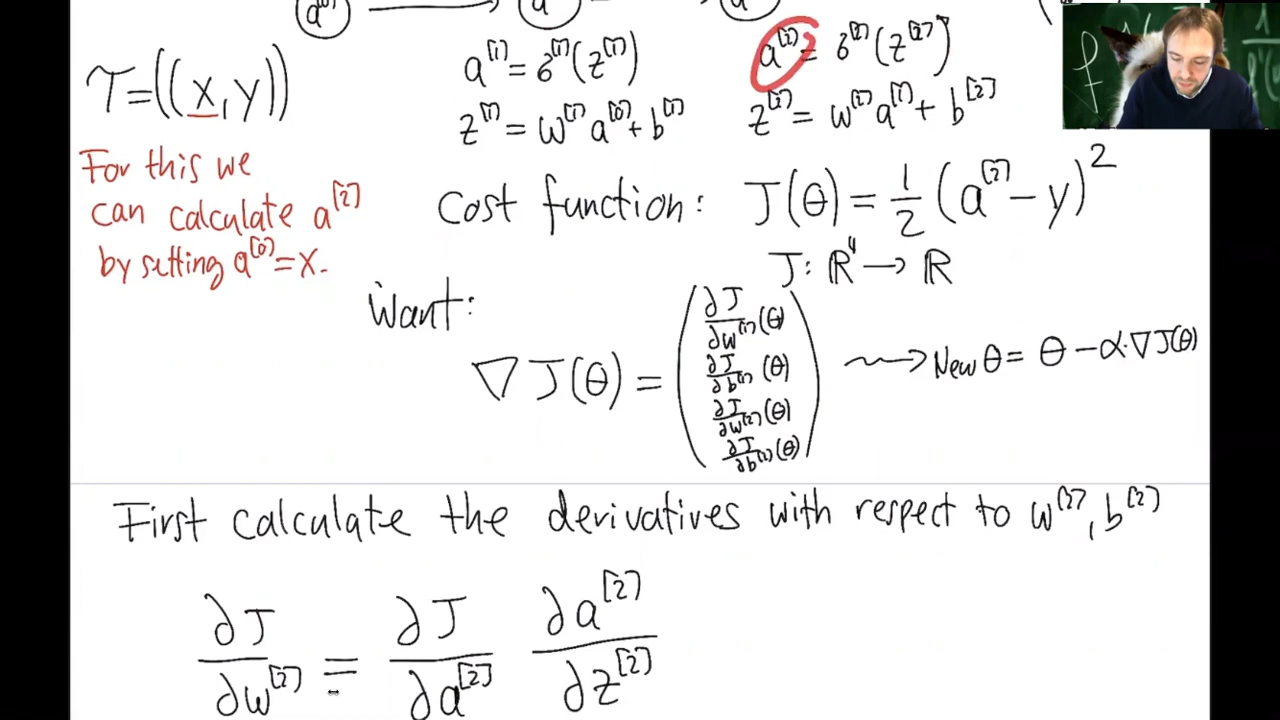 a^[0] → a → a
T=((x,y))
a^[1] = σ^[1](z^[1])
a^[2] = σ^[2](z^[2])
z^[1] = w^[1] a^[0] + b^[1]
z^[2] = w^[2] a^[1] + b^[2]
For this we
can calculate a^[2]
by setting a^[0] = x.
Cost function: J(θ) = 1/2 (a^[2] - y)^2
J: ℝ^4 → ℝ
Want:
∇J(θ) = ( ∂J/∂w^[1] (θ)
∂J/∂b^[1] (θ)
∂J/∂w^[2] (θ)
∂J/∂b^[2] (θ) ) ⇝ New θ = θ - α·∇J(θ)
First calculate the derivatives with respect to w^[2], b^[2]
∂J/∂w^[2] = ∂J/∂a^[2] ∂a^[2]/∂z^[2]